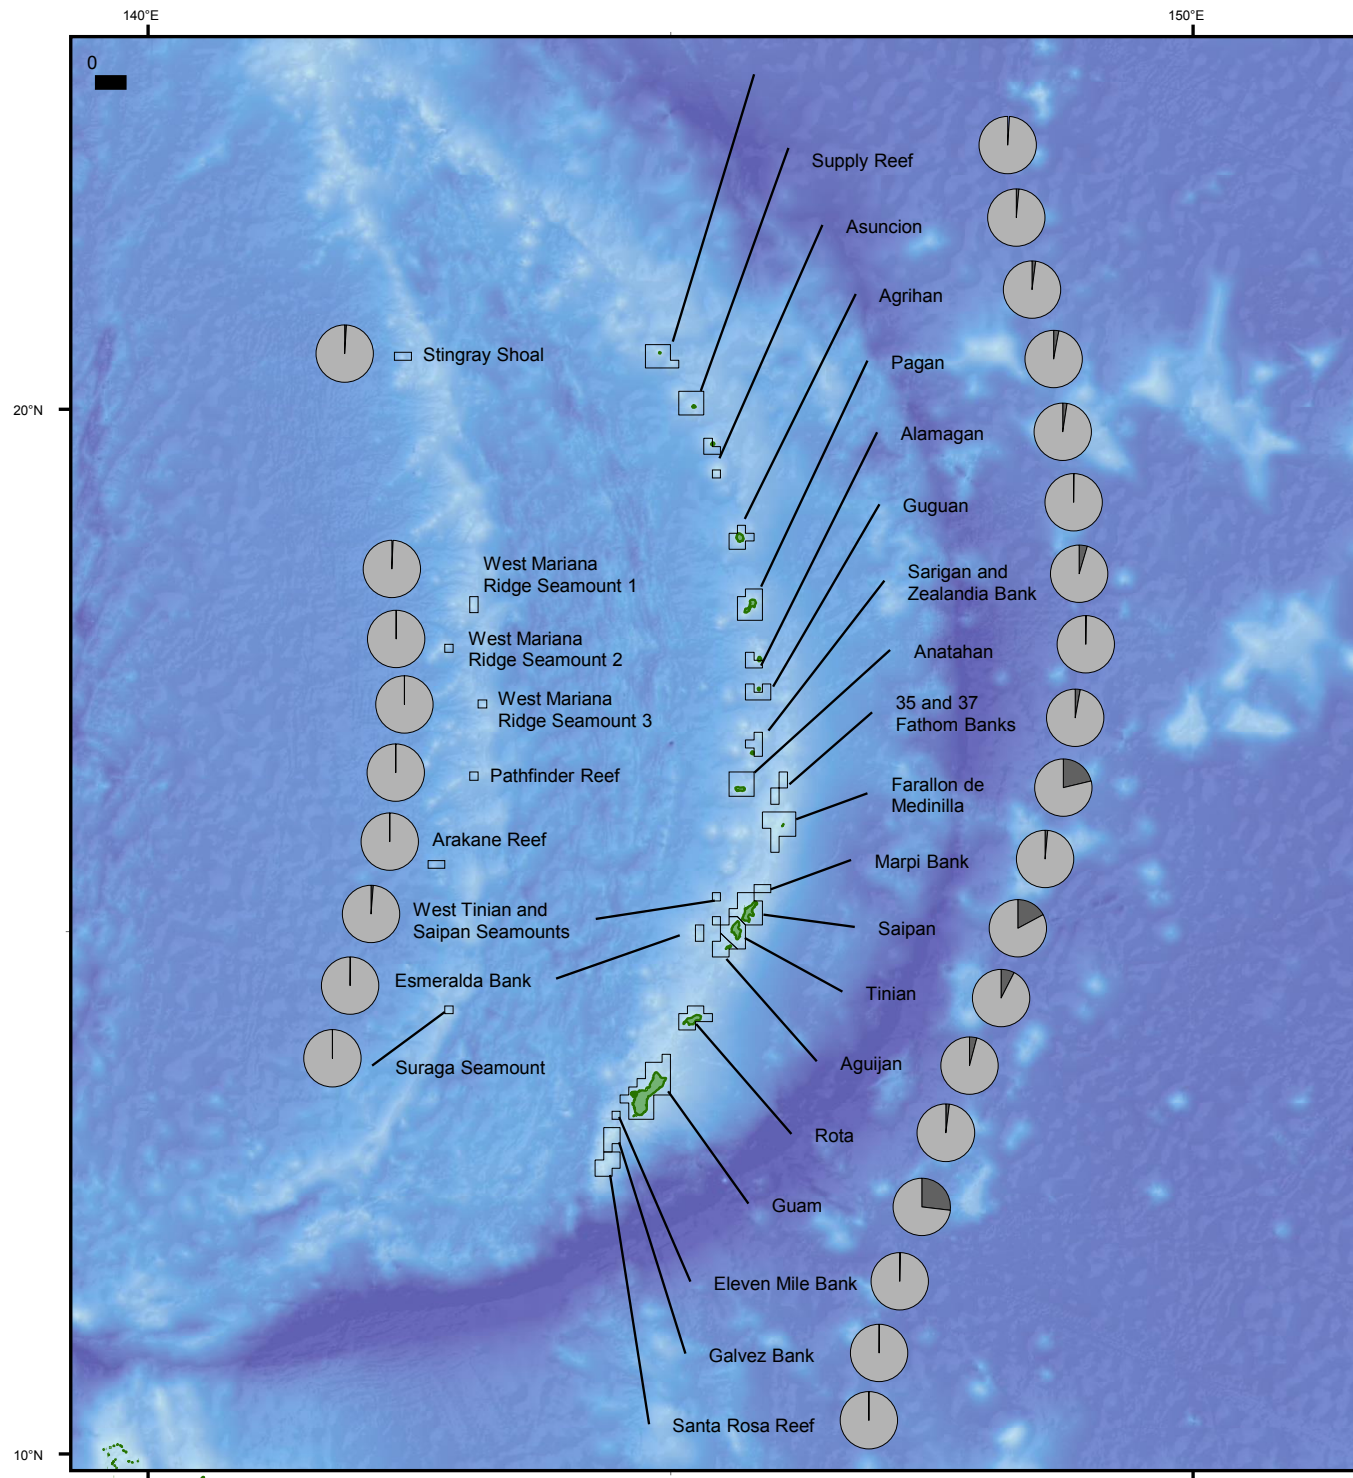 140°E
150°E
0
Supply Reef
Asuncion
Agrihan
Stingray Shoal
Pagan
20°N
Alamagan
Guguan
West Mariana
Ridge Seamount 1
Sarigan and
Zealandia Bank
West Mariana
Ridge Seamount 2
Anatahan
West Mariana
Ridge Seamount 3
35 and 37
Fathom Banks
Pathfinder Reef
Farallon de
Medinilla
Arakane Reef
Marpi Bank
West Tinian and
Saipan Seamounts
Saipan
Esmeralda Bank
Tinian
Suraga Seamount
Aguijan
Rota
Guam
Eleven Mile Bank
Galvez Bank
Santa Rosa Reef
10°N